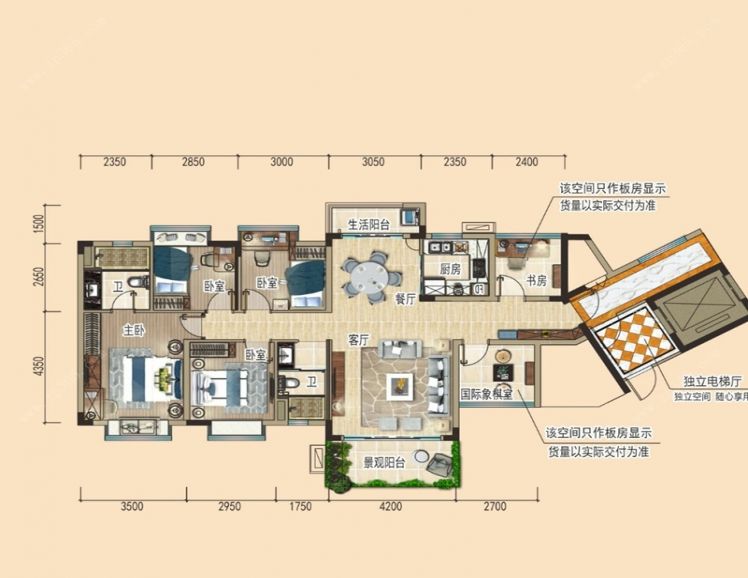 2350 2850 3000 3050 2350 2400
该空间只作板房显示
货量以实际交付为准
1500
2650
4350
生活阳台
卫
卧室
卧室
厨房
书房
餐厅
主卧
客厅
卧室
卫
国际象棋室
独立电梯厅
独立空间 随心享用
该空间只作板房显示
货量以实际交付为准
景观阳台
3500 2950 1750 4200 2700